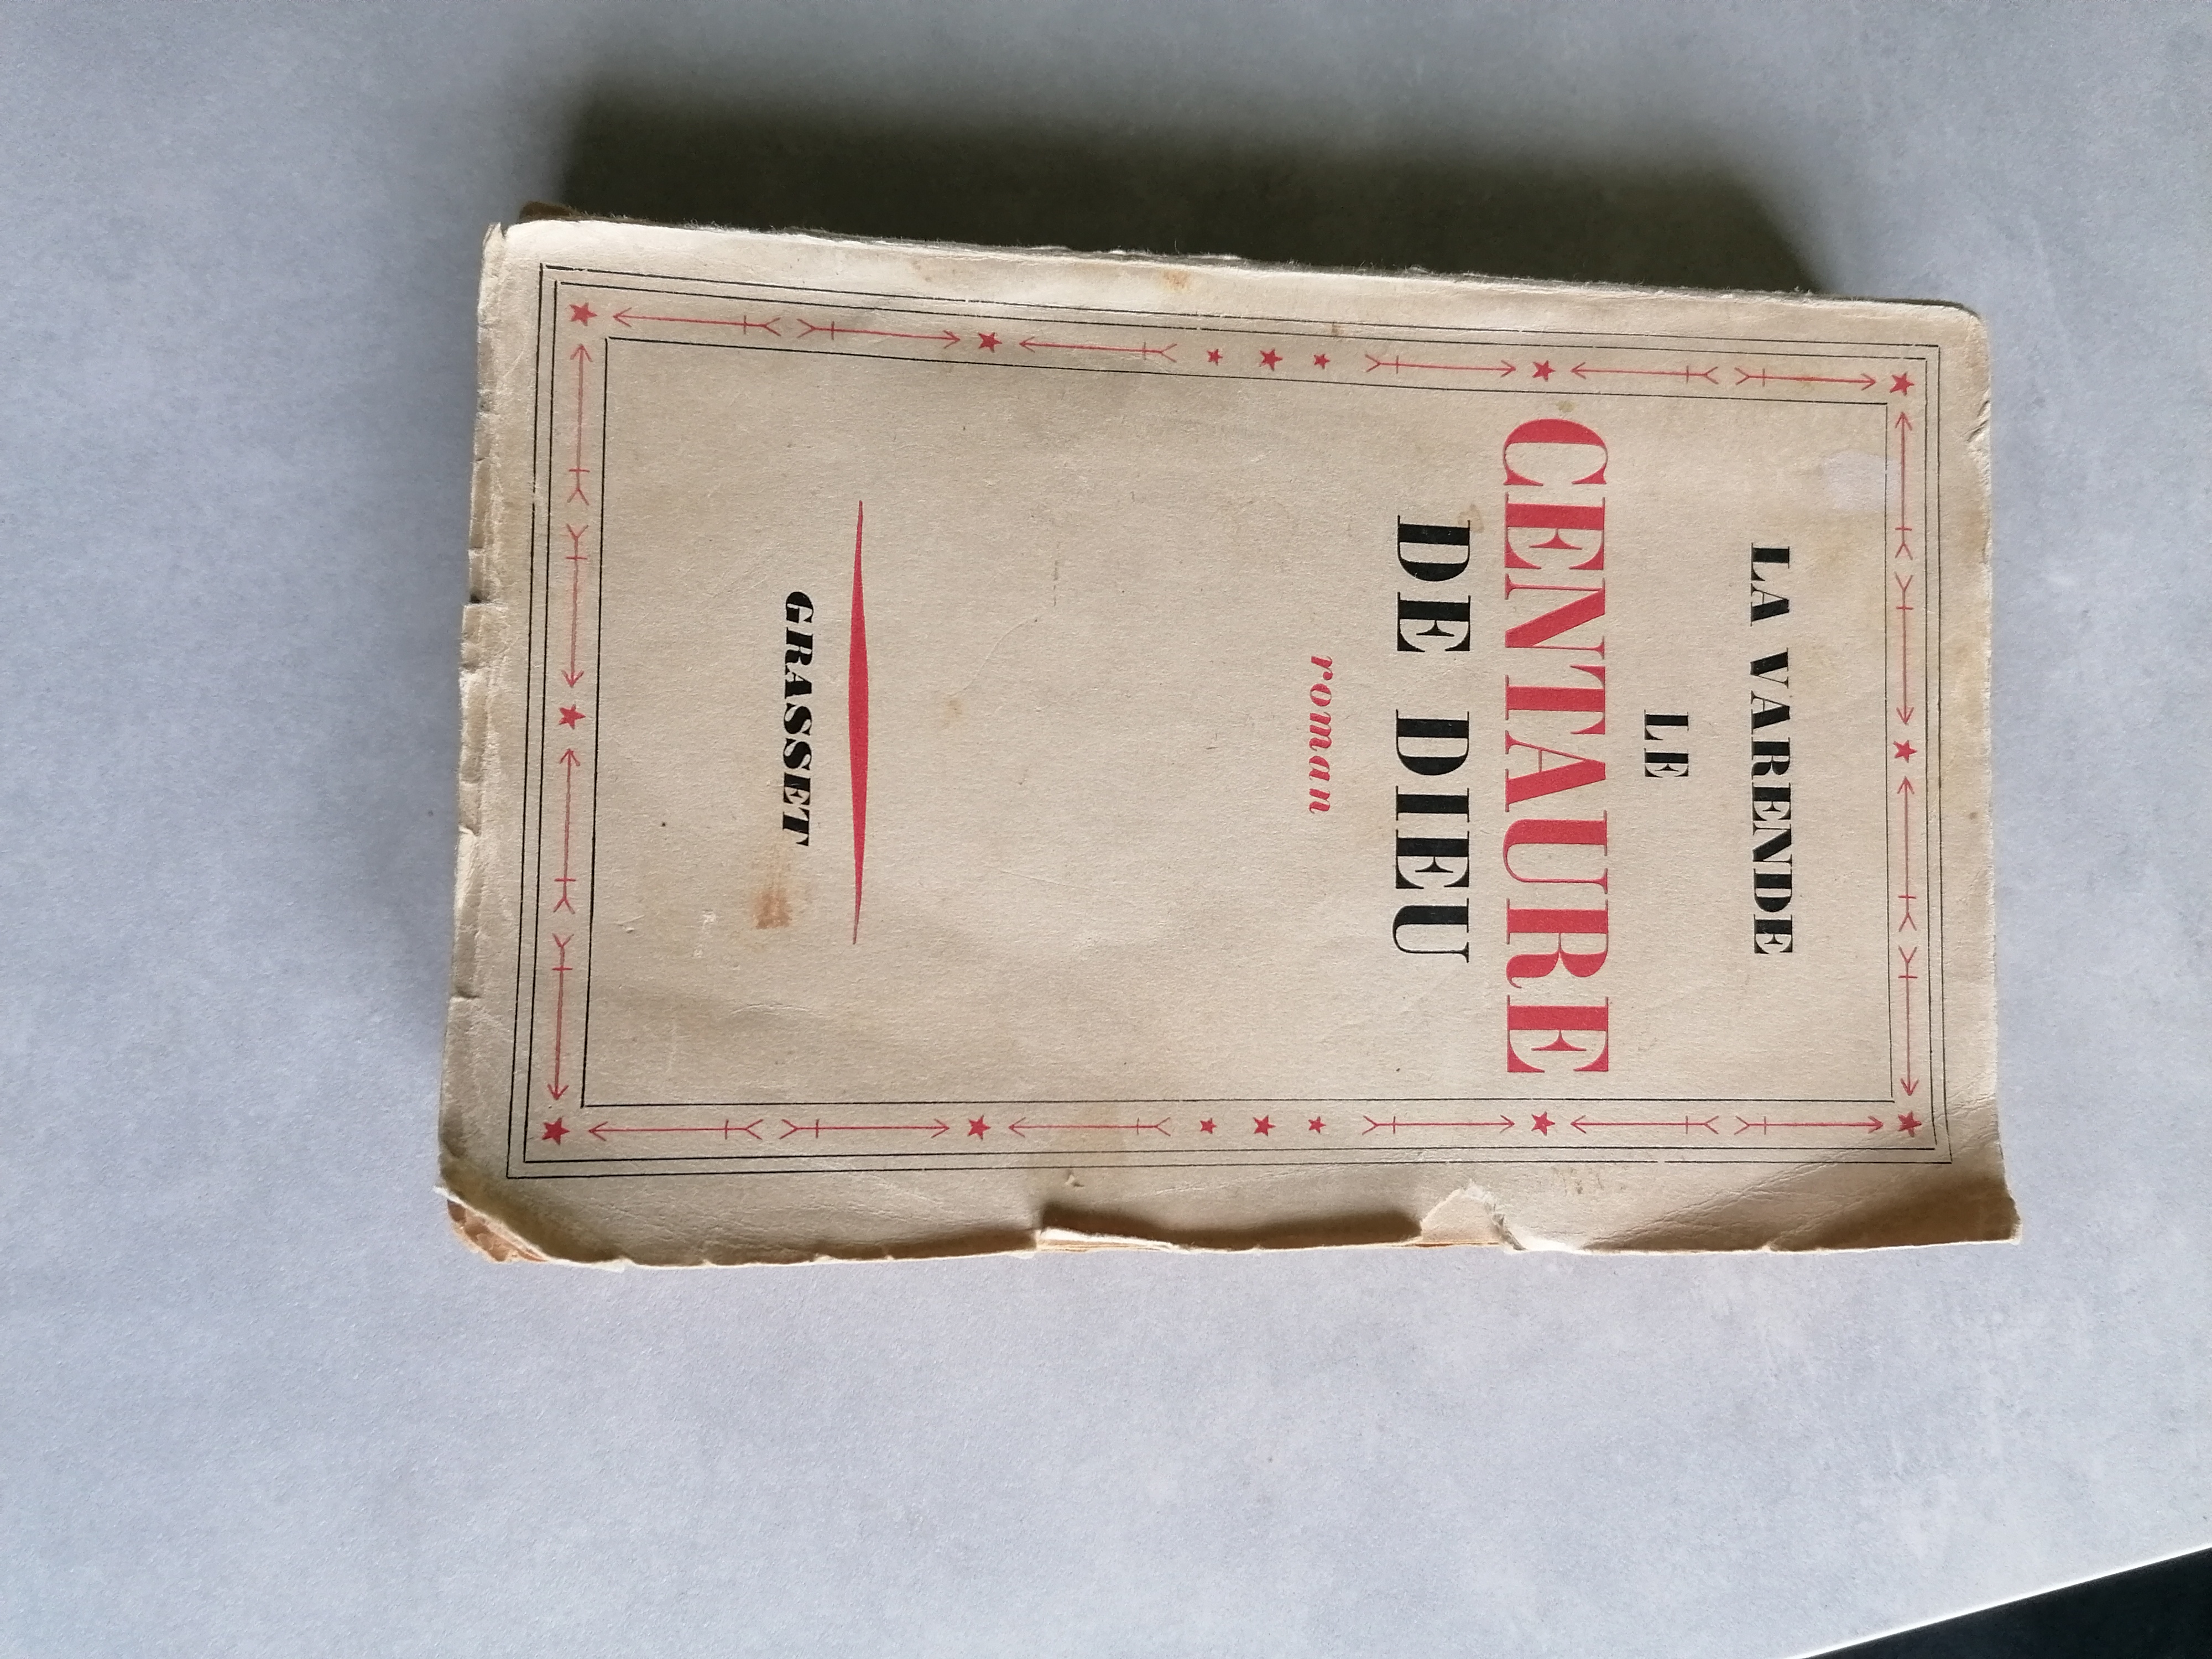 LA VARENDE
LE
CENTAURE
DE DIEU
roman
GRASSET